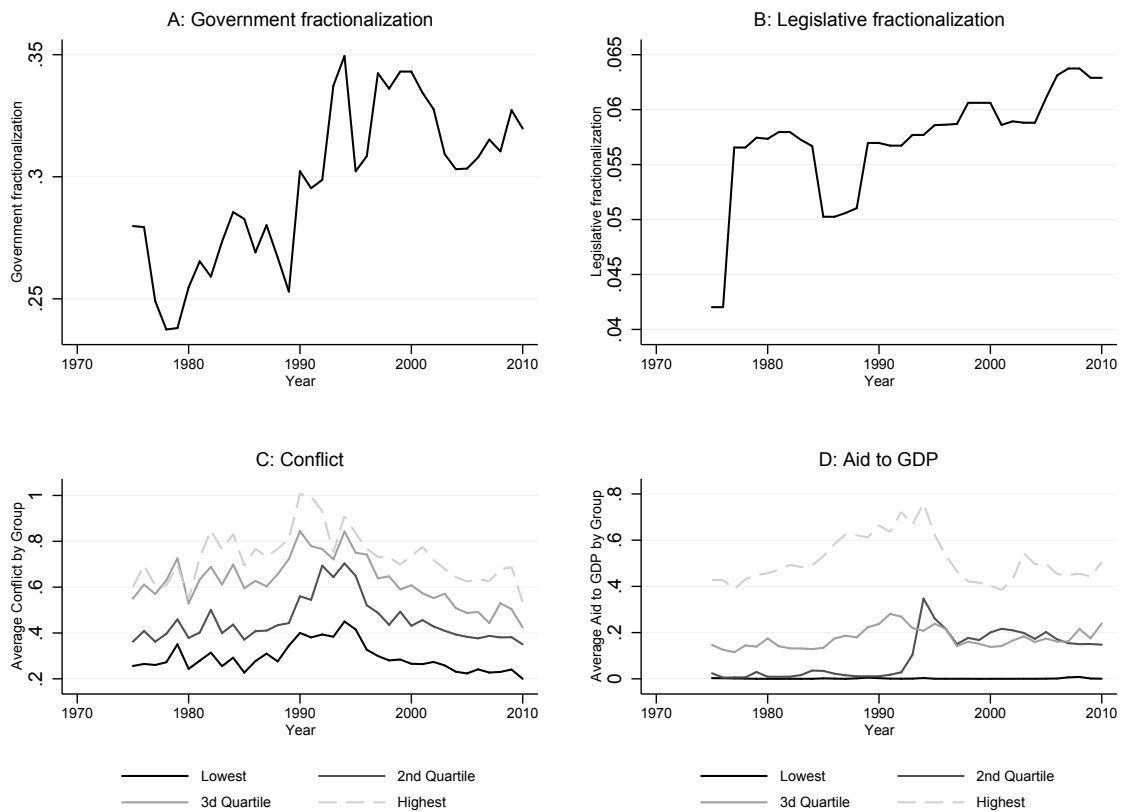 A: Government fractionalization
Government fractionalization
.35
.3
.25
1970 1980 1990 2000 2010
Year
B: Legislative fractionalization
Legislative fractionalization
.065
.06
.055
.05
.045
.04
1970 1980 1990 2000 2010
Year
C: Conflict
Average Conflict by Group
1
.8
.6
.4
.2
1970 1980 1990 2000 2010
Year
Lowest 2nd Quartile
3d Quartile Highest
D: Aid to GDP
Average Aid to GDP by Group
.8
.6
.4
.2
0
1970 1980 1990 2000 2010
Year
Lowest 2nd Quartile
3d Quartile Highest